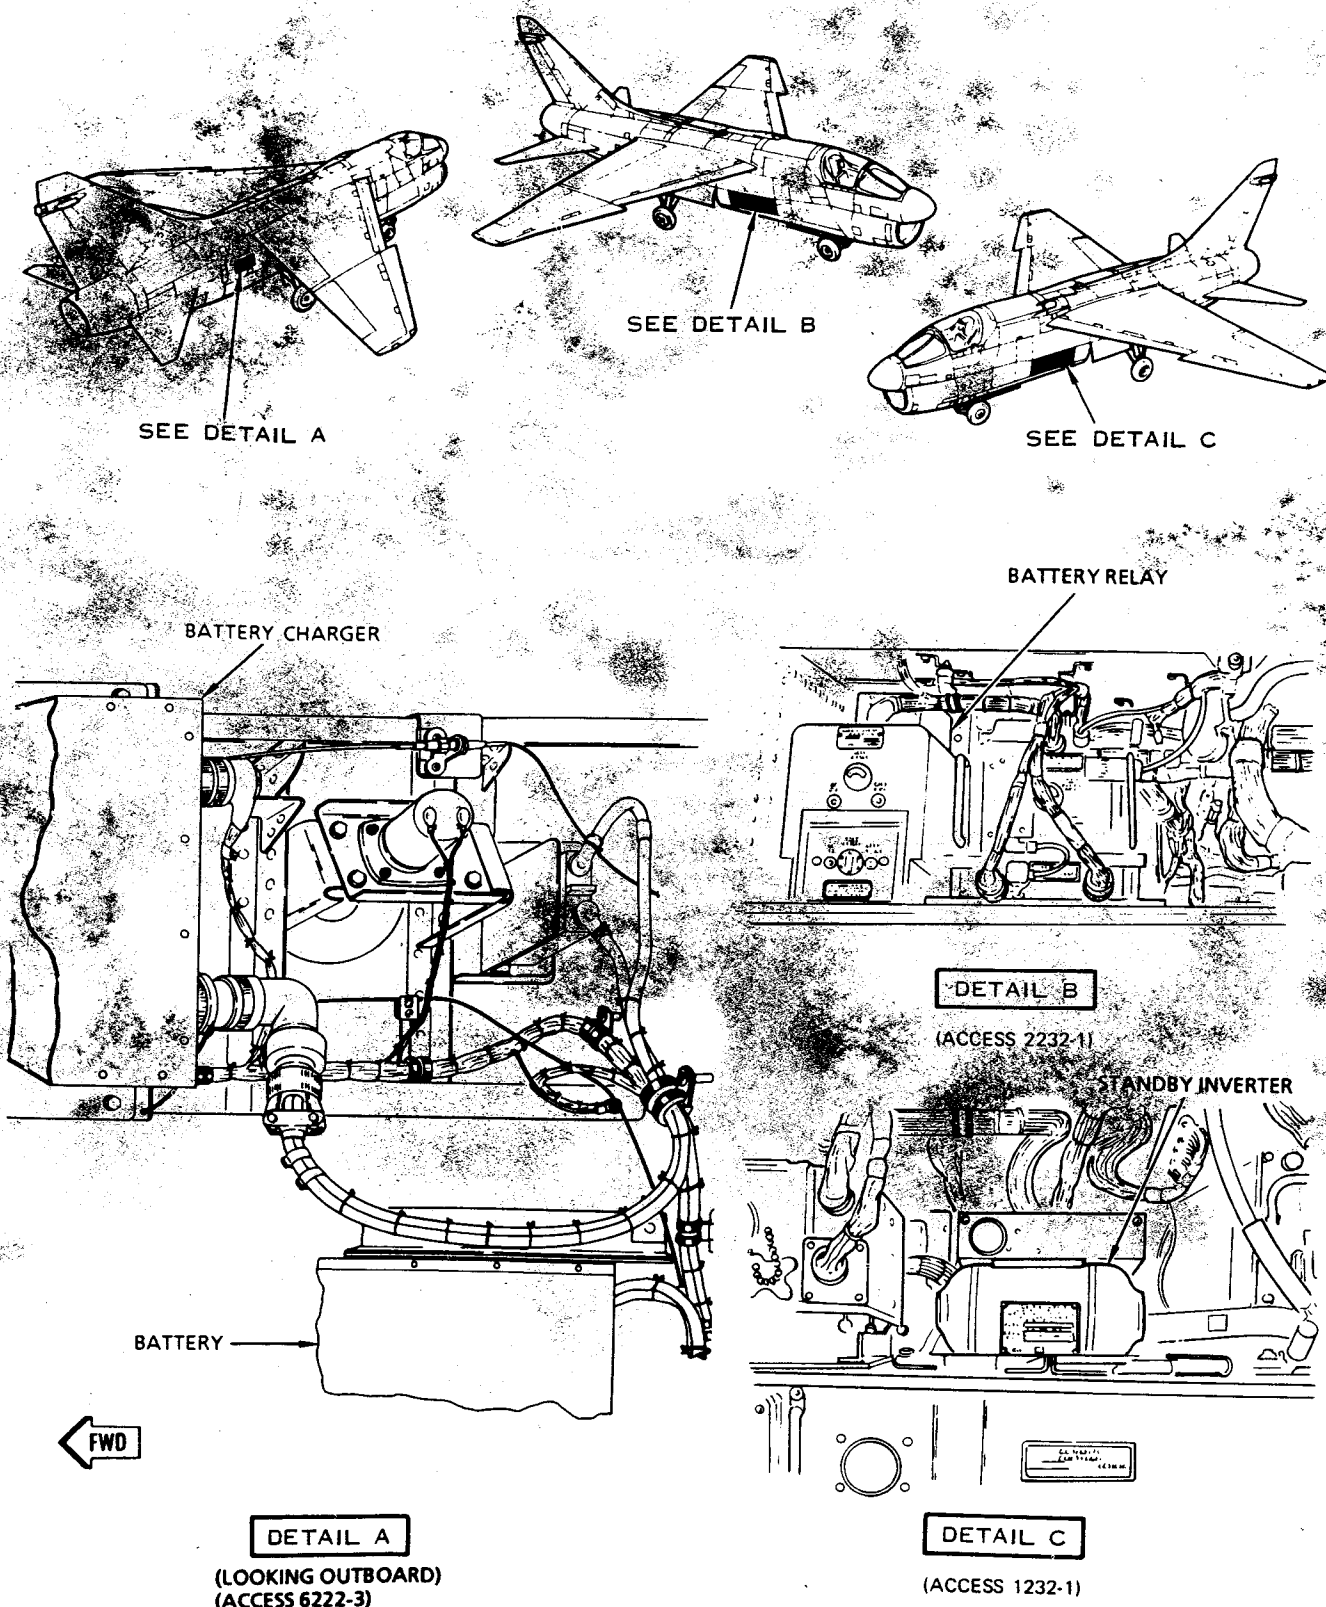 SEE DETAIL A
SEE DETAIL B
SEE DETAIL C
BATTERY CHARGER
BATTERY RELAY
BATTERY
FWD
DETAIL A
(LOOKING OUTBOARD)
(ACCESS 6222-3)
DETAIL B
(ACCESS 2232-1)
STANDBY INVERTER
DETAIL C
(ACCESS 1232-1)